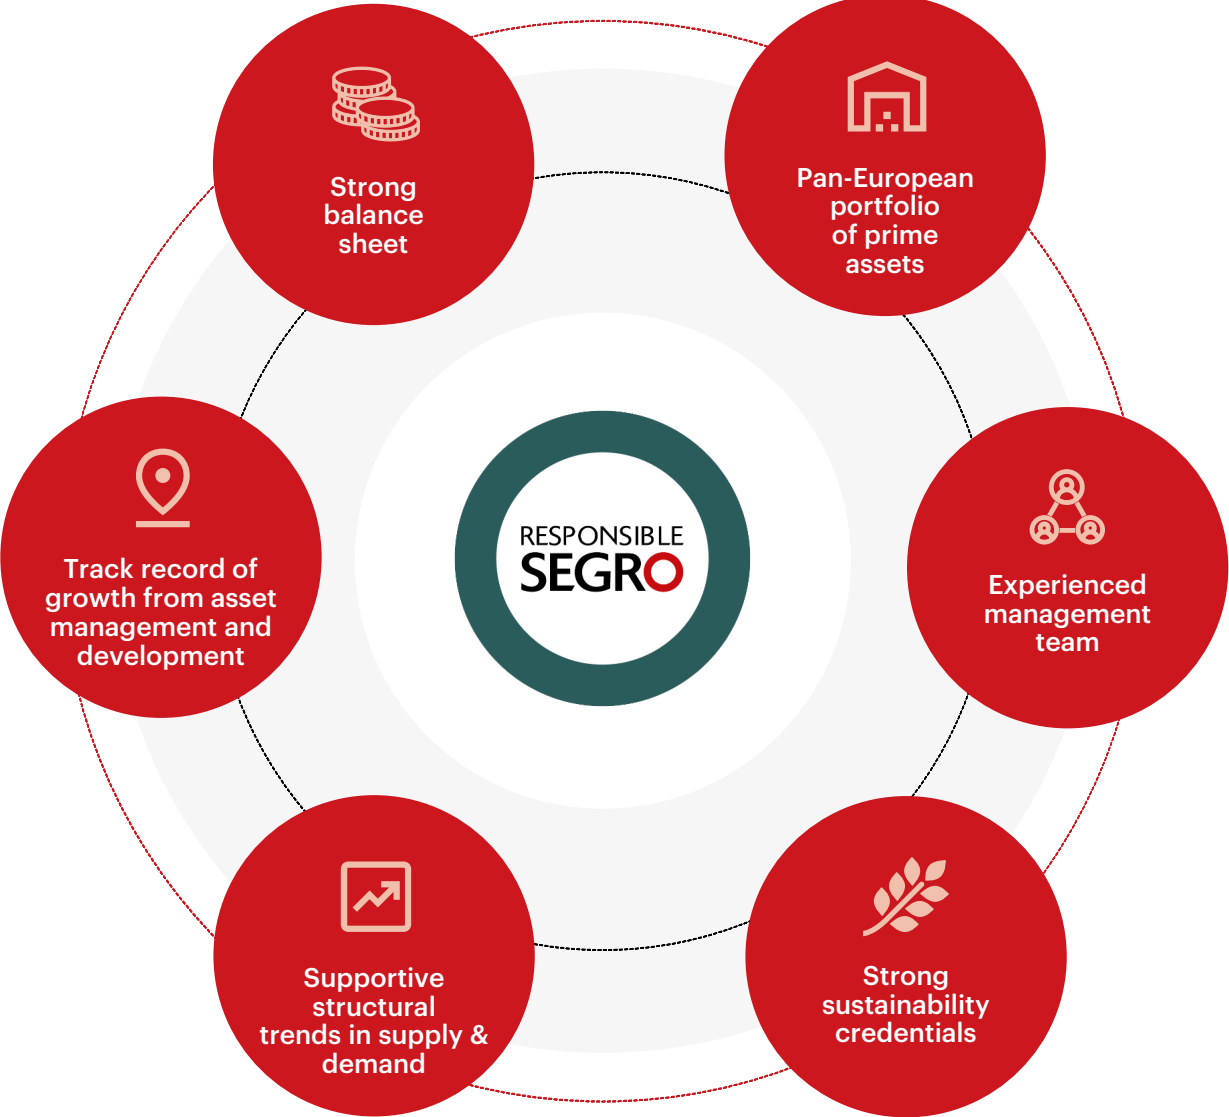 Strong
balance
sheet
Pan-European
portfolio
of prime
assets
Track record of
growth from asset
management and
development
RESPONSIBLE
SEGRO
Experienced
management
team
Supportive
structural
trends in supply &
demand
Strong
sustainability
credentials